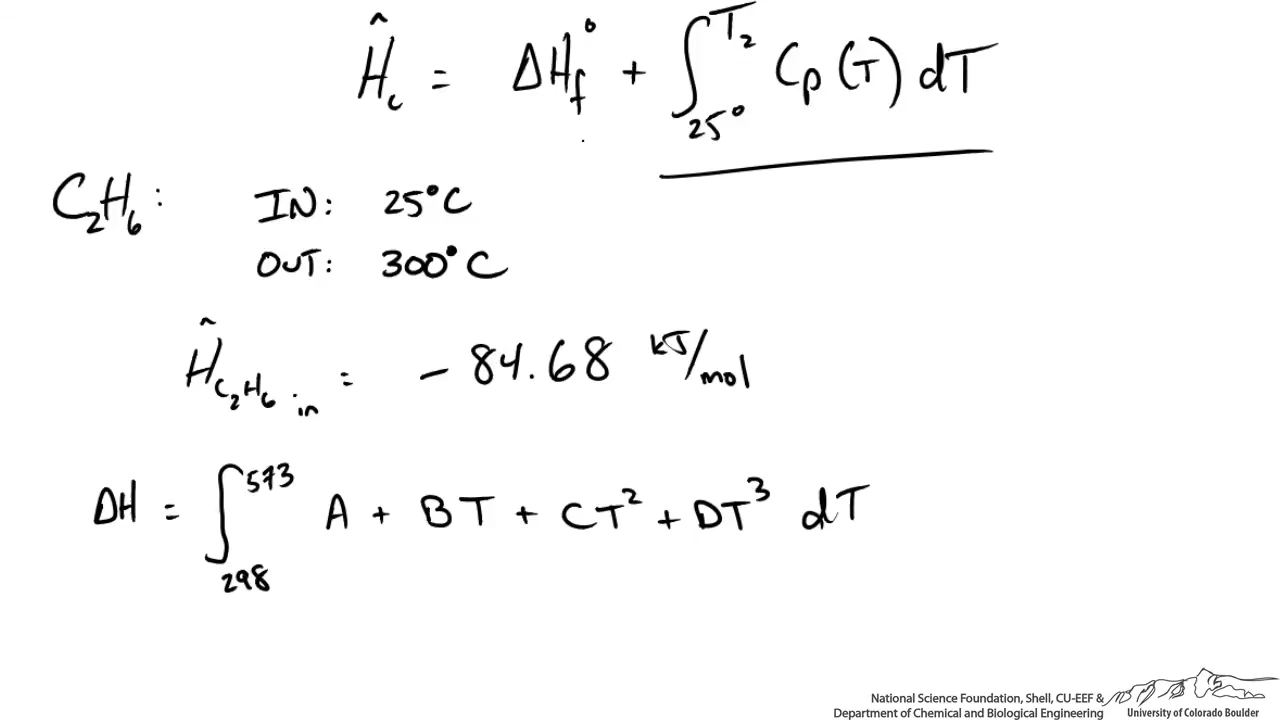 Ĥc = ΔHf° + ∫25°^T2 Cp(T) dT
C2H6: IN: 25°C
OUT: 300°C
ĤC2H6 in = -84.68 kJ/mol
ΔH = ∫298^573 A + BT + CT² + DT³ dT
National Science Foundation, Shell, CU-EEF &
Department of Chemical and Biological Engineering
University of Colorado Boulder